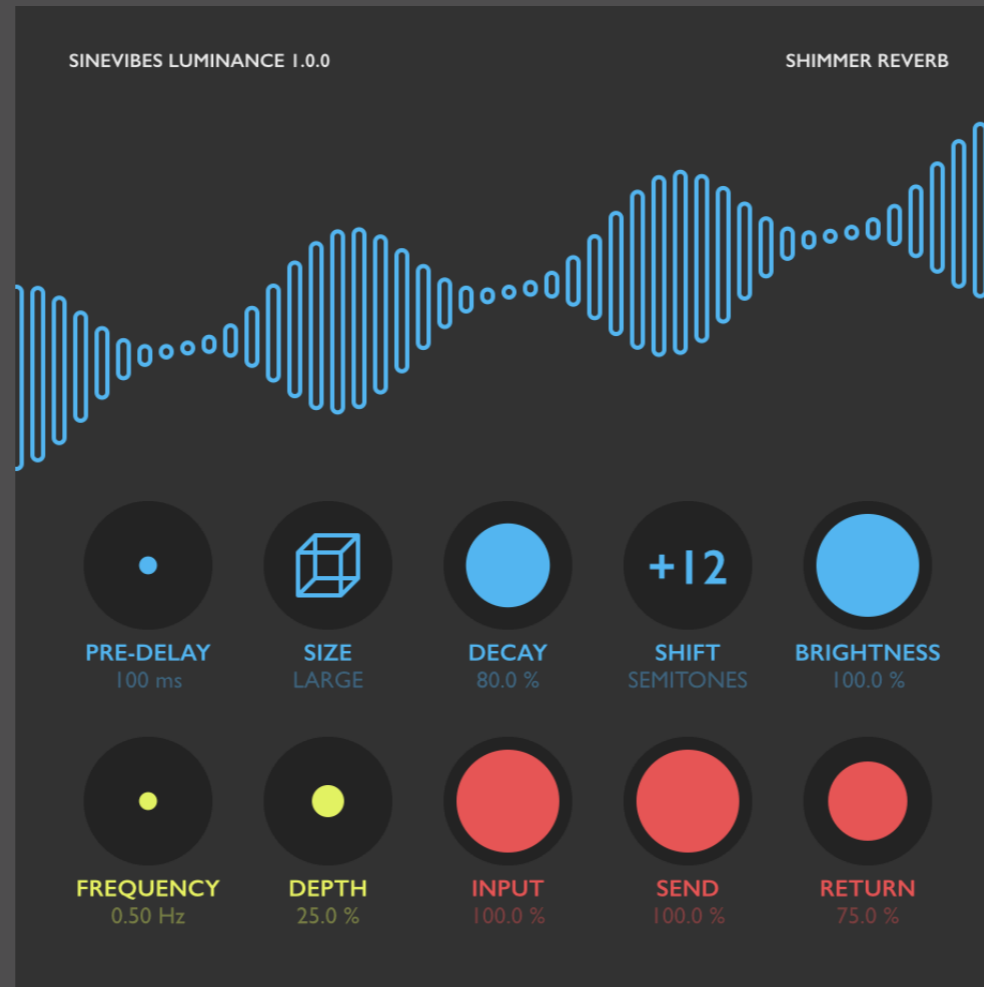 SINEVIBES LUMINANCE 1.0.0
SHIMMER REVERB
+12
PRE-DELAY
100 ms
SIZE
LARGE
DECAY
80.0 %
SHIFT
SEMITONES
BRIGHTNESS
100.0 %
FREQUENCY
0.50 Hz
DEPTH
25.0 %
INPUT
100.0 %
SEND
100.0 %
RETURN
75.0 %